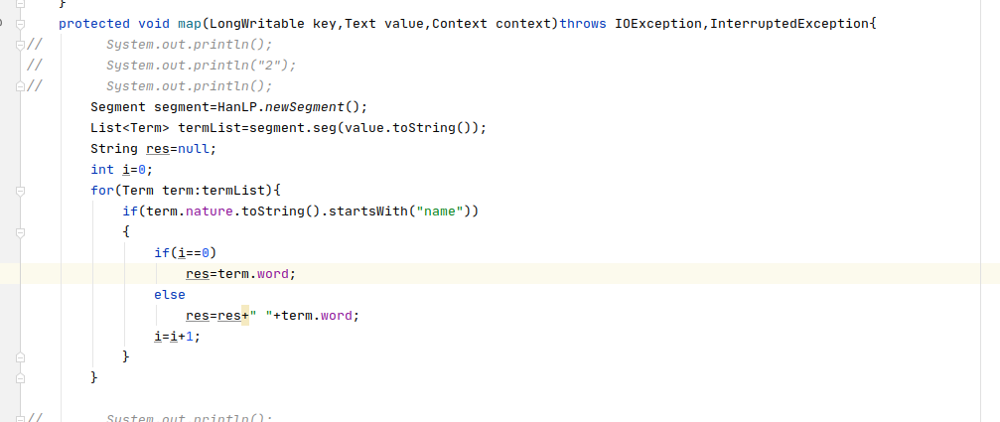 }
protected void map(LongWritable key,Text value,Context context)throws IOException,InterruptedException{
//        System.out.println();
//        System.out.println("2");
//        System.out.println();
Segment segment=HanLP.newSegment();
List<Term> termList=segment.seg(value.toString());
String res=null;
int i=0;
for(Term term:termList){
if(term.nature.toString().startsWith("name"))
{
if(i==0)
res=term.word;
else
res=res+" "+term.word;
i=i+1;
}
}
//        System.out.println();